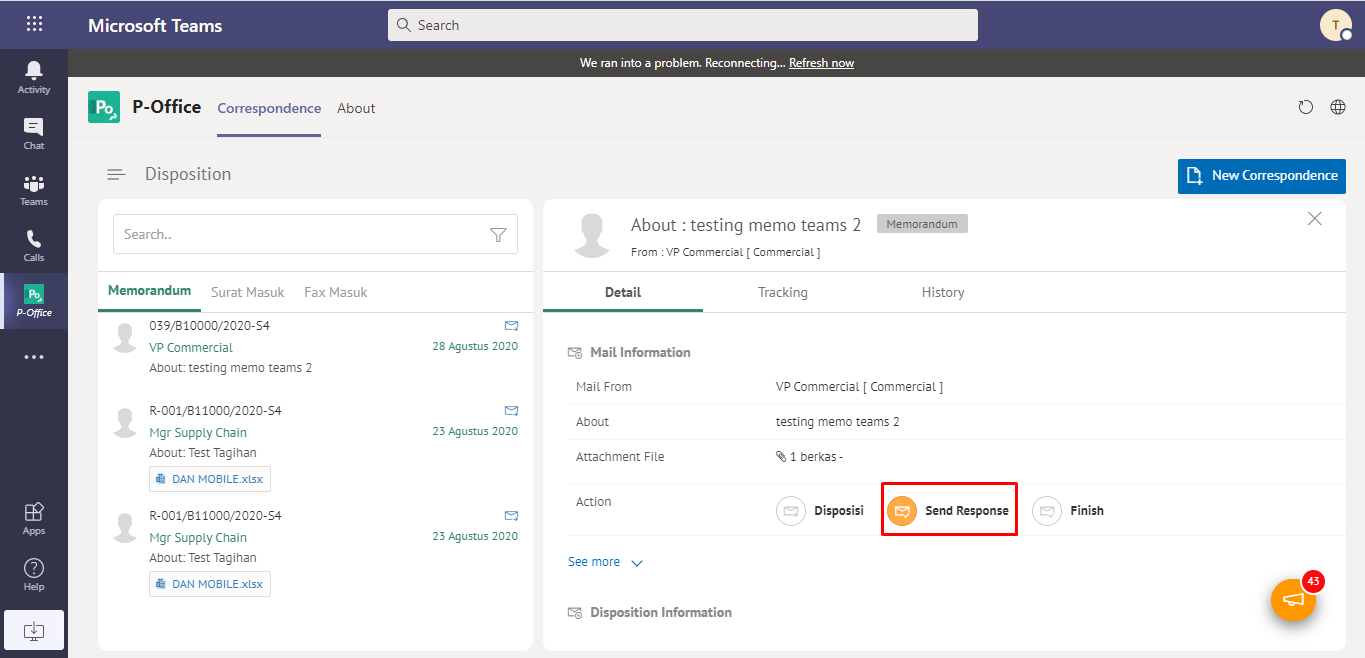 Microsoft Teams
Search
T
We ran into a problem. Reconnecting... Refresh now
Activity
Chat
Teams
Calls
P-Office
Apps
Help
Po
P-Office
Correspondence
About
Disposition
New Correspondence
Search..
Memorandum
Surat Masuk
Fax Masuk
039/B10000/2020-S4
VP Commercial
28 Agustus 2020
About: testing memo teams 2
R-001/B11000/2020-S4
Mgr Supply Chain
23 Agustus 2020
About: Test Tagihan
DAN MOBILE.xlsx
R-001/B11000/2020-S4
Mgr Supply Chain
23 Agustus 2020
About: Test Tagihan
DAN MOBILE.xlsx
About : testing memo teams 2
Memorandum
From : VP Commercial [ Commercial ]
Detail
Tracking
History
Mail Information
Mail From
VP Commercial [ Commercial ]
About
testing memo teams 2
Attachment File
1 berkas -
Action
Disposisi
Send Response
Finish
See more
Disposition Information
43